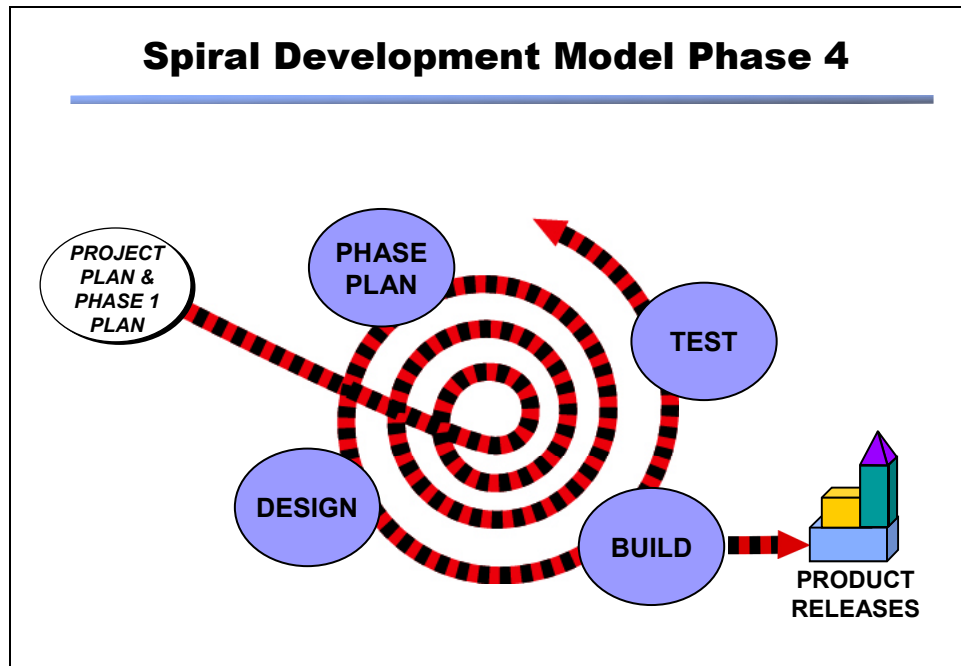 Spiral Development Model Phase 4
PROJECT
PLAN &
PHASE 1
PLAN
PHASE
PLAN
TEST
DESIGN
BUILD
PRODUCT
RELEASES